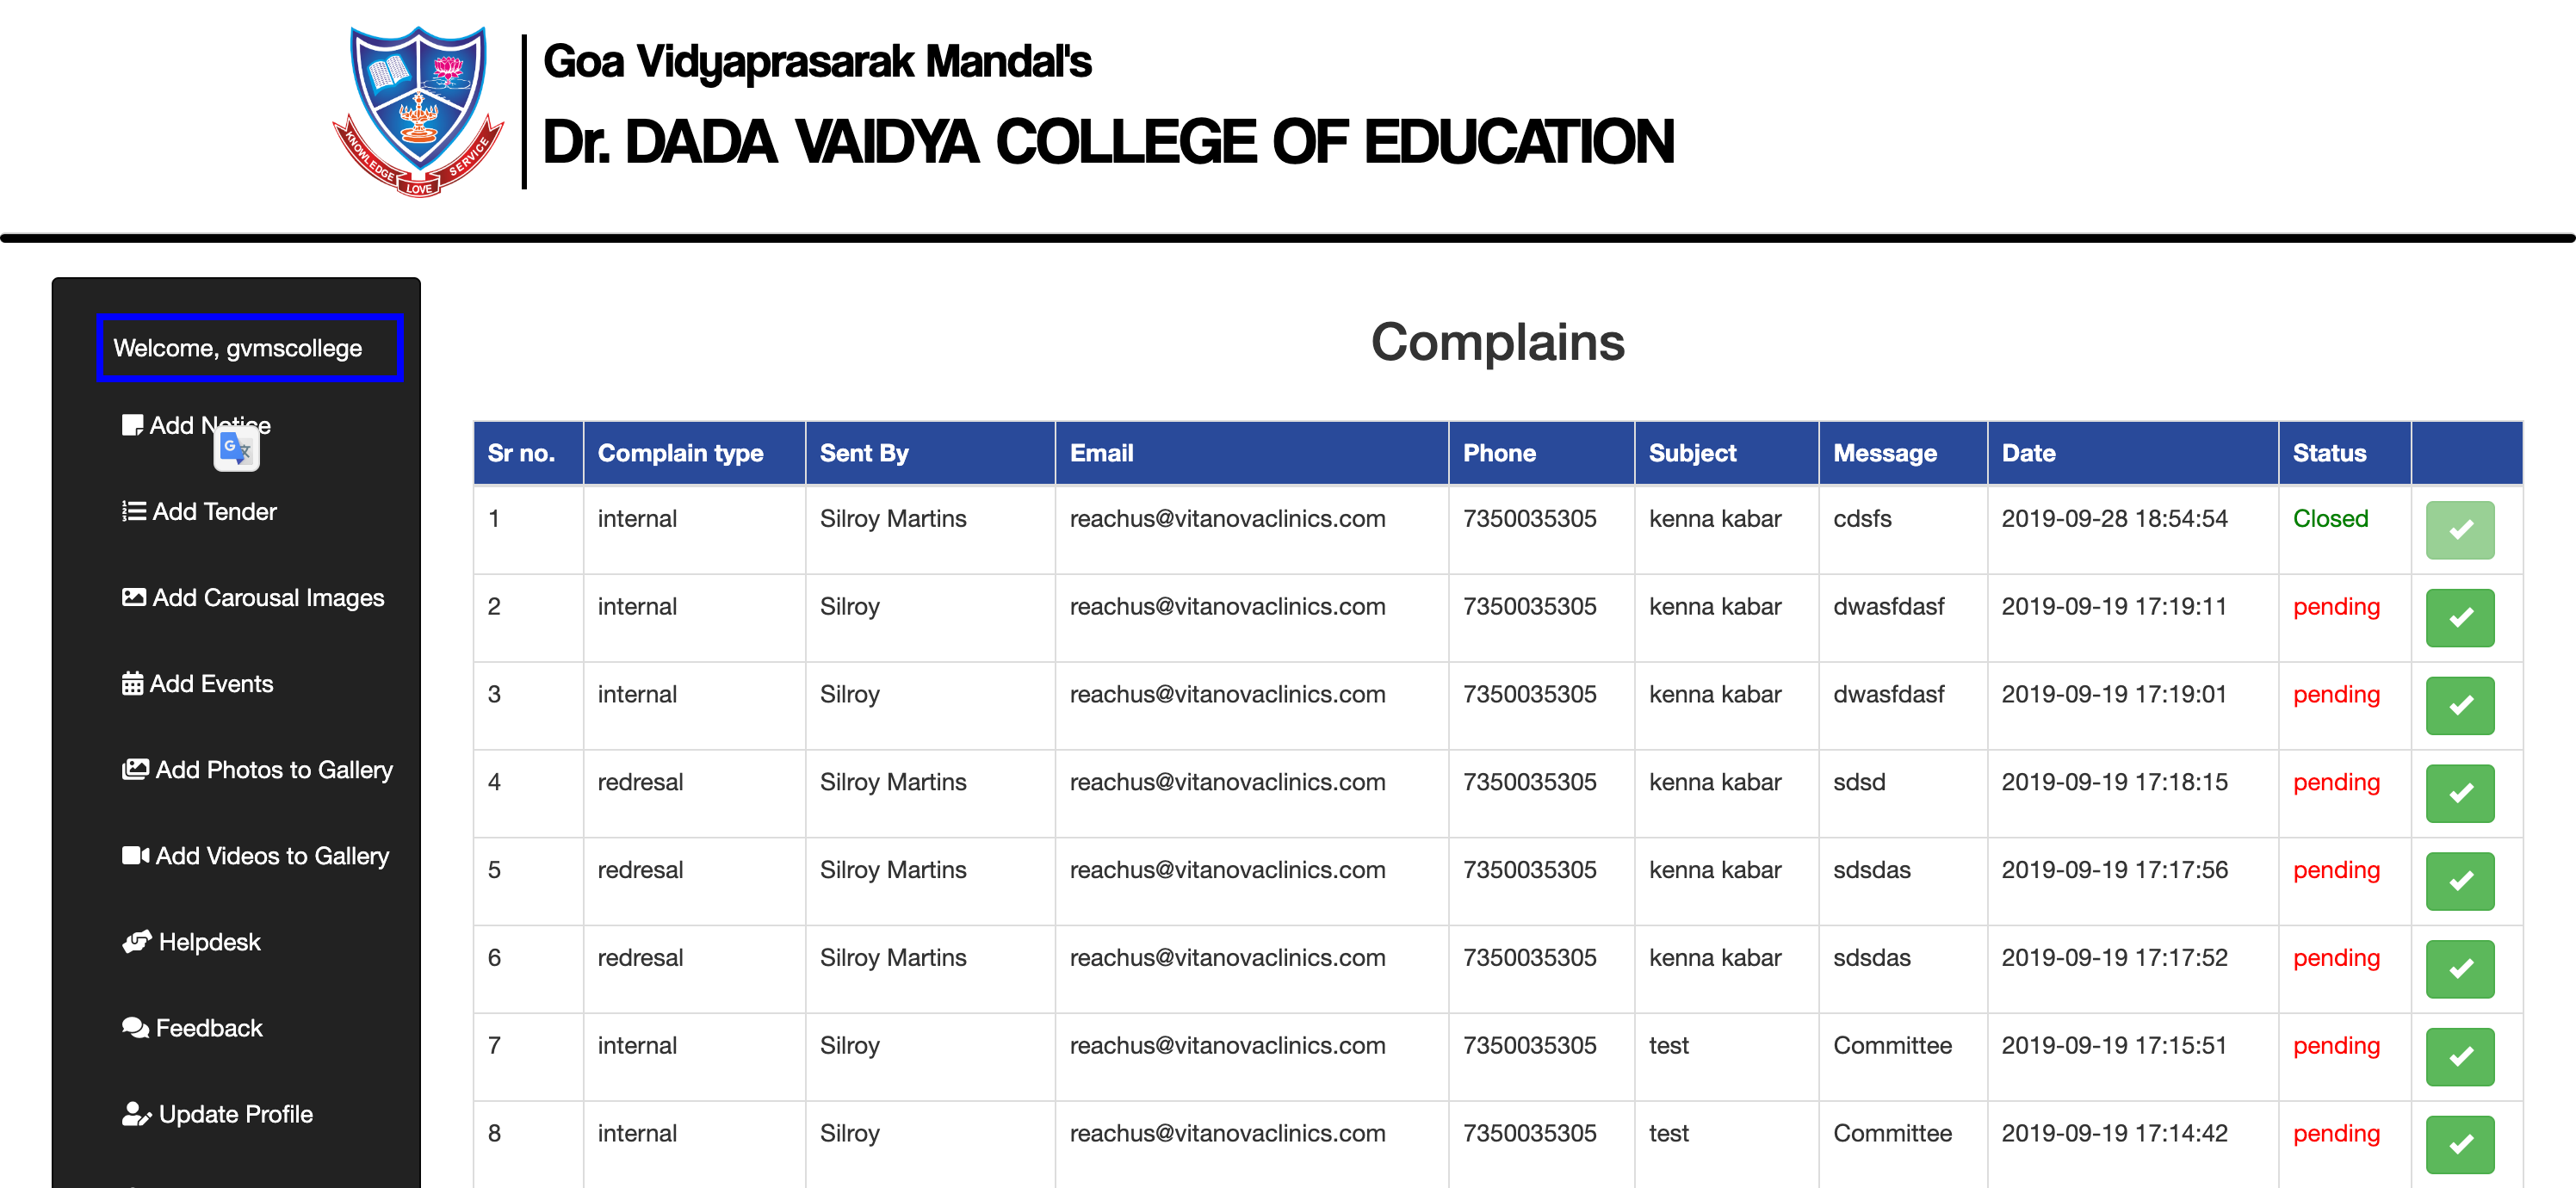 Goa Vidyaprasarak Mandal's
Dr. DADA VAIDYA COLLEGE OF EDUCATION
KNOWLEDGE LOVE SERVICE
Welcome, gvmscollege
Add Notice
Add Tender
Add Carousal Images
Add Events
Add Photos to Gallery
Add Videos to Gallery
Helpdesk
Feedback
Update Profile
Complains
Sr no. Complain type Sent By Email Phone Subject Message Date Status
1 internal Silroy Martins reachus@vitanovaclinics.com 7350035305 kenna kabar cdsfs 2019-09-28 18:54:54 Closed
2 internal Silroy reachus@vitanovaclinics.com 7350035305 kenna kabar dwasfdasf 2019-09-19 17:19:11 pending
3 internal Silroy reachus@vitanovaclinics.com 7350035305 kenna kabar dwasfdasf 2019-09-19 17:19:01 pending
4 redresal Silroy Martins reachus@vitanovaclinics.com 7350035305 kenna kabar sdsd 2019-09-19 17:18:15 pending
5 redresal Silroy Martins reachus@vitanovaclinics.com 7350035305 kenna kabar sdsdas 2019-09-19 17:17:56 pending
6 redresal Silroy Martins reachus@vitanovaclinics.com 7350035305 kenna kabar sdsdas 2019-09-19 17:17:52 pending
7 internal Silroy reachus@vitanovaclinics.com 7350035305 test Committee 2019-09-19 17:15:51 pending
8 internal Silroy reachus@vitanovaclinics.com 7350035305 test Committee 2019-09-19 17:14:42 pending